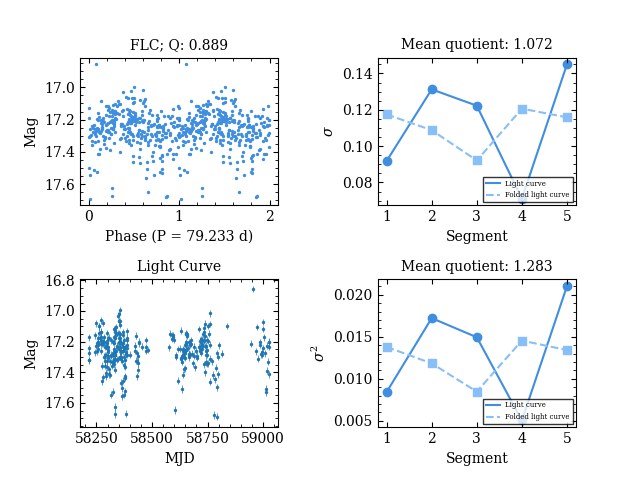 FLC; Q: 0.889
Mag
17.0
17.2
17.4
17.6
0
1
2
Phase (P = 79.233 d)
Mean quotient: 1.072
σ
0.14
0.12
0.10
0.08
Light curve
Folded light curve
1
2
3
4
5
Segment
Light Curve
Mag
16.8
17.0
17.2
17.4
17.6
58250
58500
58750
59000
MJD
Mean quotient: 1.283
σ²
0.020
0.015
0.010
0.005
Light curve
Folded light curve
1
2
3
4
5
Segment